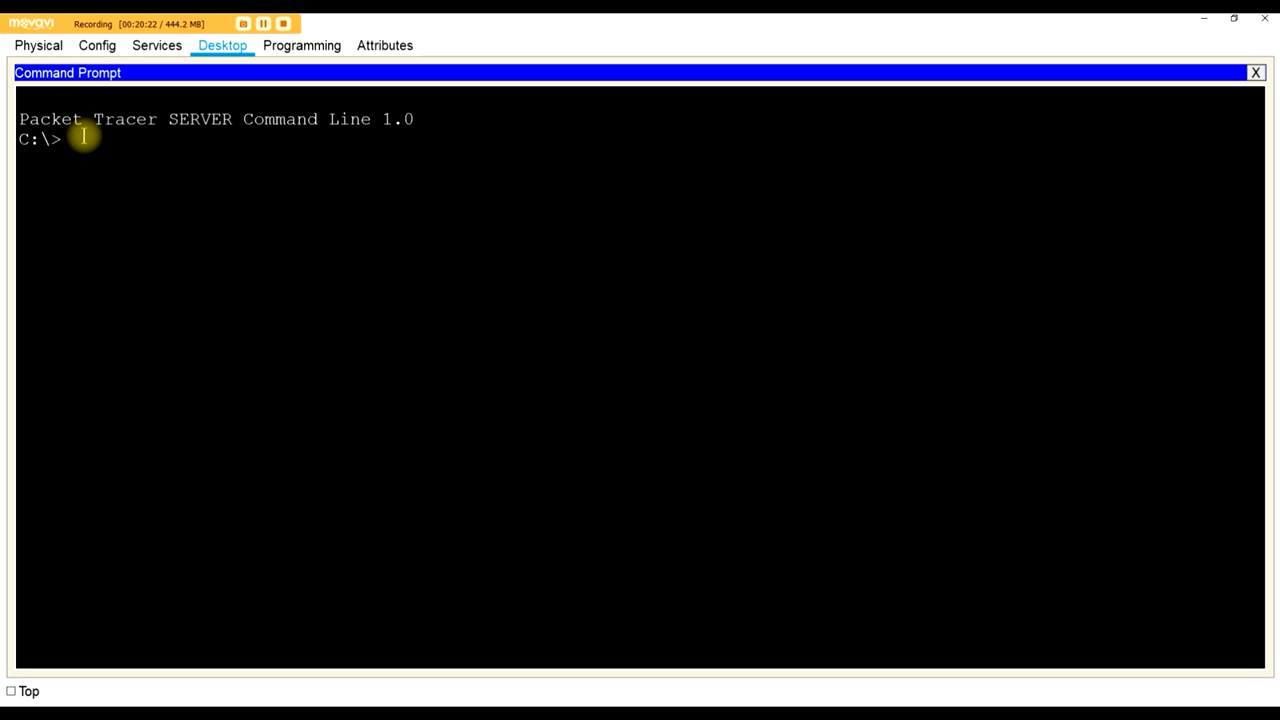 movavi Recording [00:20:22 / 444.2 MB]
Physical Config Services Desktop Programming Attributes
Command Prompt X
Packet Tracer SERVER Command Line 1.0
C:\>
Top